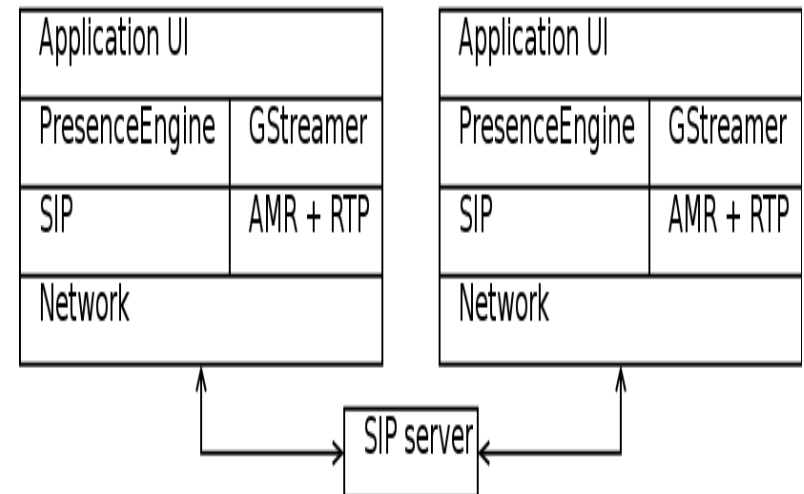 Application UI
PresenceEngine
GStreamer
SIP
AMR + RTP
Network
Application UI
PresenceEngine
GStreamer
SIP
AMR + RTP
Network
SIP server